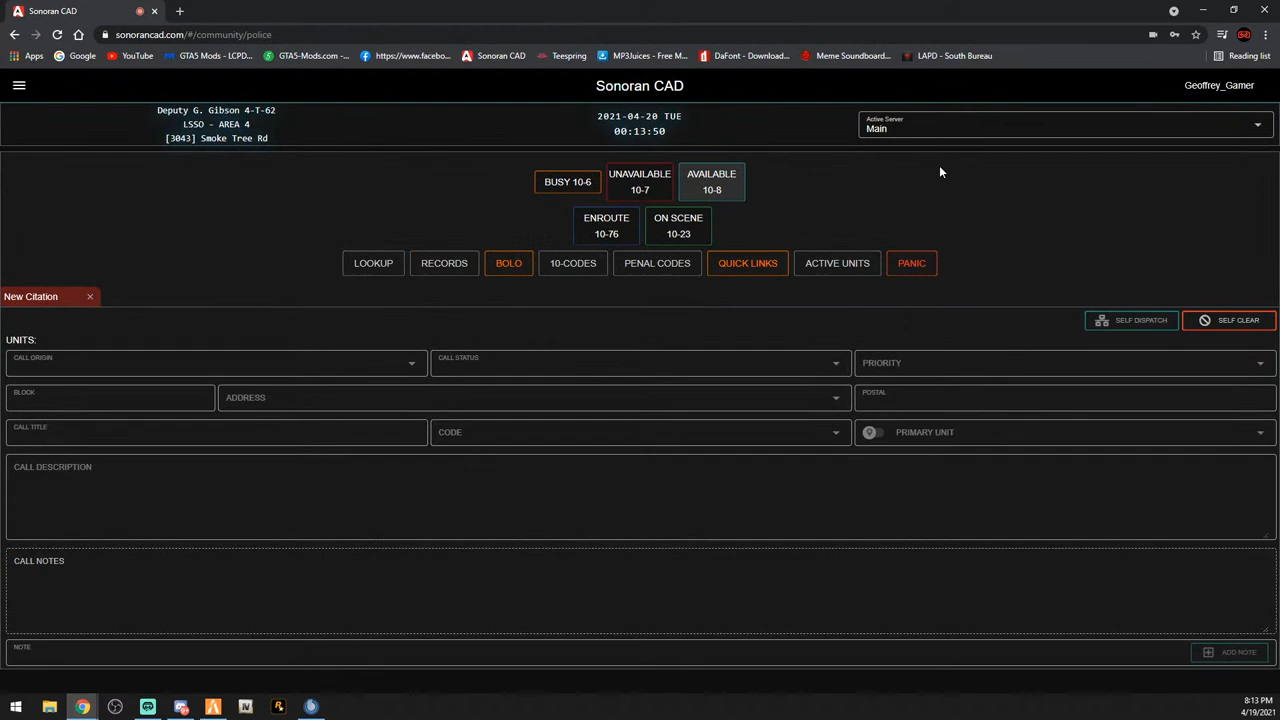 Sonoran CAD
sonorancad.com/#/community/police
Apps
Google
YouTube
GTA5 Mods - LCPD...
GTA5-Mods.com -...
https://www.facebo...
Sonoran CAD
Teespring
MP3Juices - Free M...
DaFont - Download...
Meme Soundboard...
LAPD - South Bureau
Reading list
Sonoran CAD
Geoffrey_Gamer
Deputy G. Gibson 4-T-62
LSSO - AREA 4
[3043] Smoke Tree Rd
2021-04-20 TUE
00:13:50
Active Server
Main
BUSY 10-6
UNAVAILABLE
10-7
AVAILABLE
10-8
ENROUTE
10-76
ON SCENE
10-23
LOOKUP
RECORDS
BOLO
10-CODES
PENAL CODES
QUICK LINKS
ACTIVE UNITS
PANIC
New Citation
SELF DISPATCH
SELF CLEAR
UNITS:
CALL ORIGIN
CALL STATUS
PRIORITY
BLOCK
ADDRESS
POSTAL
CALL TITLE
CODE
PRIMARY UNIT
CALL DESCRIPTION
CALL NOTES
NOTE
ADD NOTE
IV
R
8:13 PM
4/19/2021